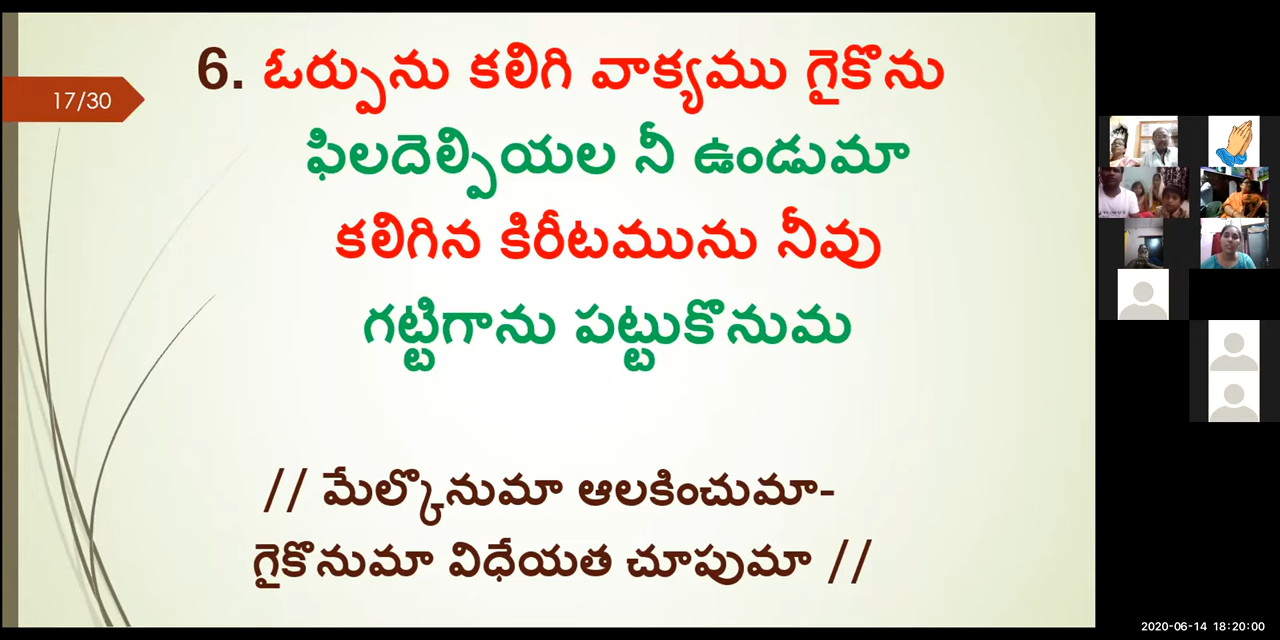 17/30
6. ఓర్పును కలిగి వాక్యము గైకొను
ఫిలదెల్పియల నీ ఉండుమా
కలిగిన కిరీటమును నీవు
గట్టిగాను పట్టుకొనుమ
// మేల్కొనుమా ఆలకించుమా-
గైకొనుమా విధేయత చూపుమా //
2020-06-14 18:20:00